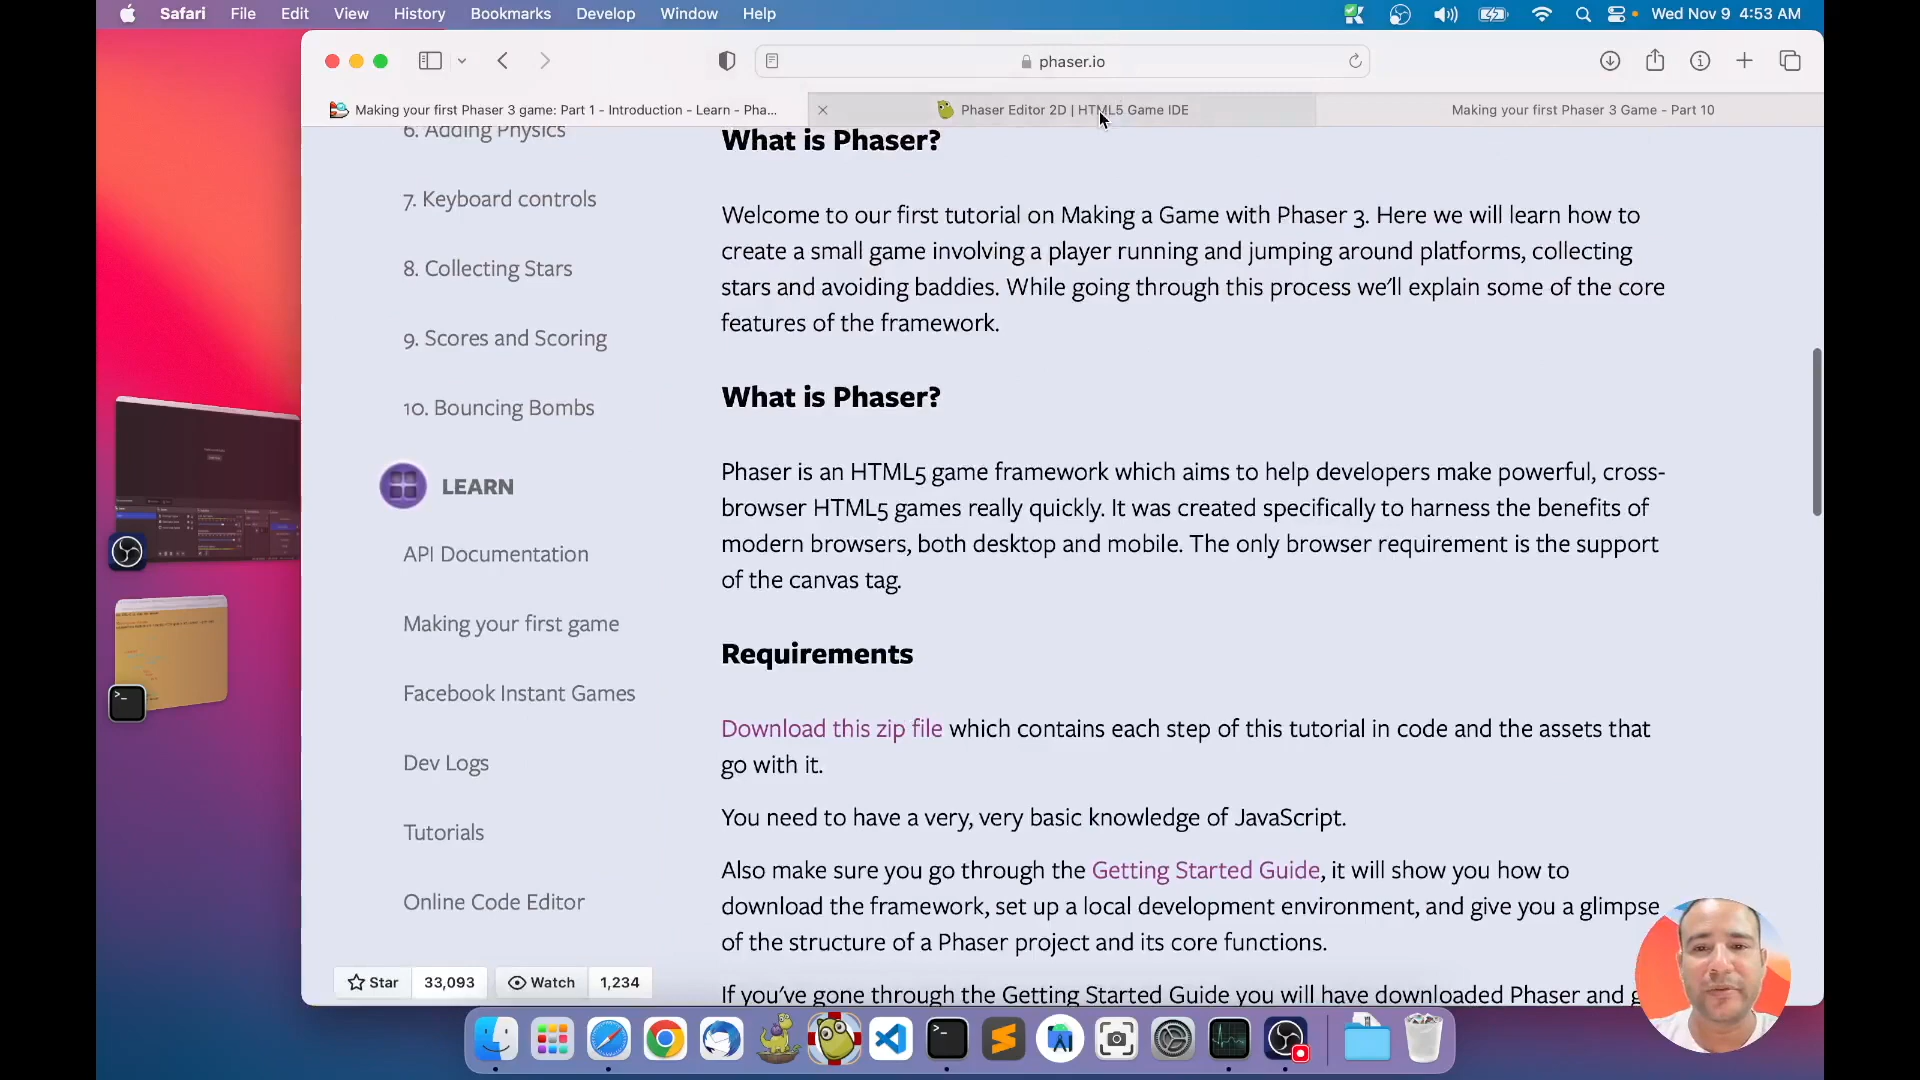 Safari File Edit View History Bookmarks Develop Window Help Wed Nov 9 4:53 AM
phaser.io
Making your first Phaser 3 game: Part 1 - Introduction - Learn - Pha...
Phaser Editor 2D | HTML5 Game IDE
Making your first Phaser 3 Game - Part 10
6. Adding Physics
7. Keyboard controls
8. Collecting Stars
9. Scores and Scoring
10. Bouncing Bombs
LEARN
API Documentation
Making your first game
Facebook Instant Games
Dev Logs
Tutorials
Online Code Editor
Star 33,093 Watch 1,234
What is Phaser?
Welcome to our first tutorial on Making a Game with Phaser 3. Here we will learn how to
create a small game involving a player running and jumping around platforms, collecting
stars and avoiding baddies. While going through this process we'll explain some of the core
features of the framework.
What is Phaser?
Phaser is an HTML5 game framework which aims to help developers make powerful, cross-
browser HTML5 games really quickly. It was created specifically to harness the benefits of
modern browsers, both desktop and mobile. The only browser requirement is the support
of the canvas tag.
Requirements
Download this zip file which contains each step of this tutorial in code and the assets that
go with it.
You need to have a very, very basic knowledge of JavaScript.
Also make sure you go through the Getting Started Guide, it will show you how to
download the framework, set up a local development environment, and give you a glimpse
of the structure of a Phaser project and its core functions.
If you've gone through the Getting Started Guide you will have downloaded Phaser and g